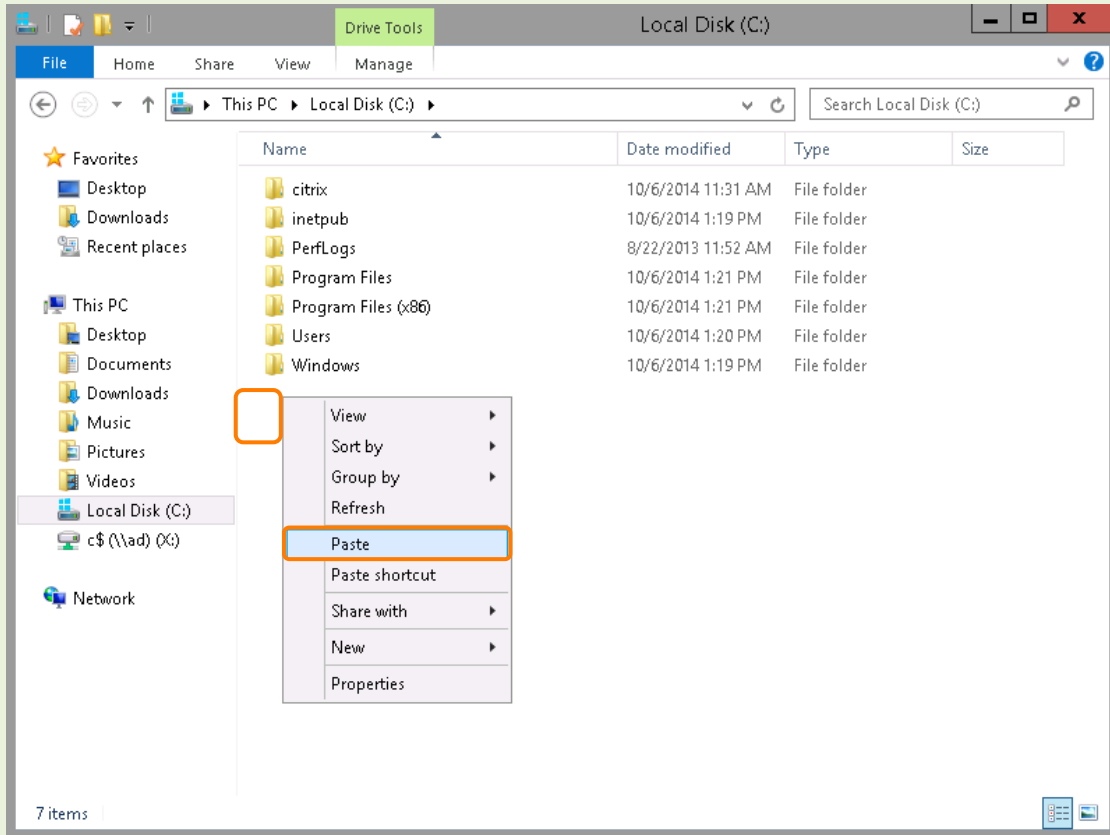 Drive Tools Local Disk (C:)
File Home Share View Manage
This PC Local Disk (C:) Search Local Disk (C:)
Name Date modified Type Size
Favorites
Desktop
Downloads
Recent places
This PC
Desktop
Documents
Downloads
Music
Pictures
Videos
Local Disk (C:)
c$ (\\ad) (X:)
Network
citrix 10/6/2014 11:31 AM File folder
inetpub 10/6/2014 1:19 PM File folder
PerfLogs 8/22/2013 11:52 AM File folder
Program Files 10/6/2014 1:21 PM File folder
Program Files (x86) 10/6/2014 1:21 PM File folder
Users 10/6/2014 1:20 PM File folder
Windows 10/6/2014 1:19 PM File folder
View
Sort by
Group by
Refresh
Paste
Paste shortcut
Share with
New
Properties
7 items